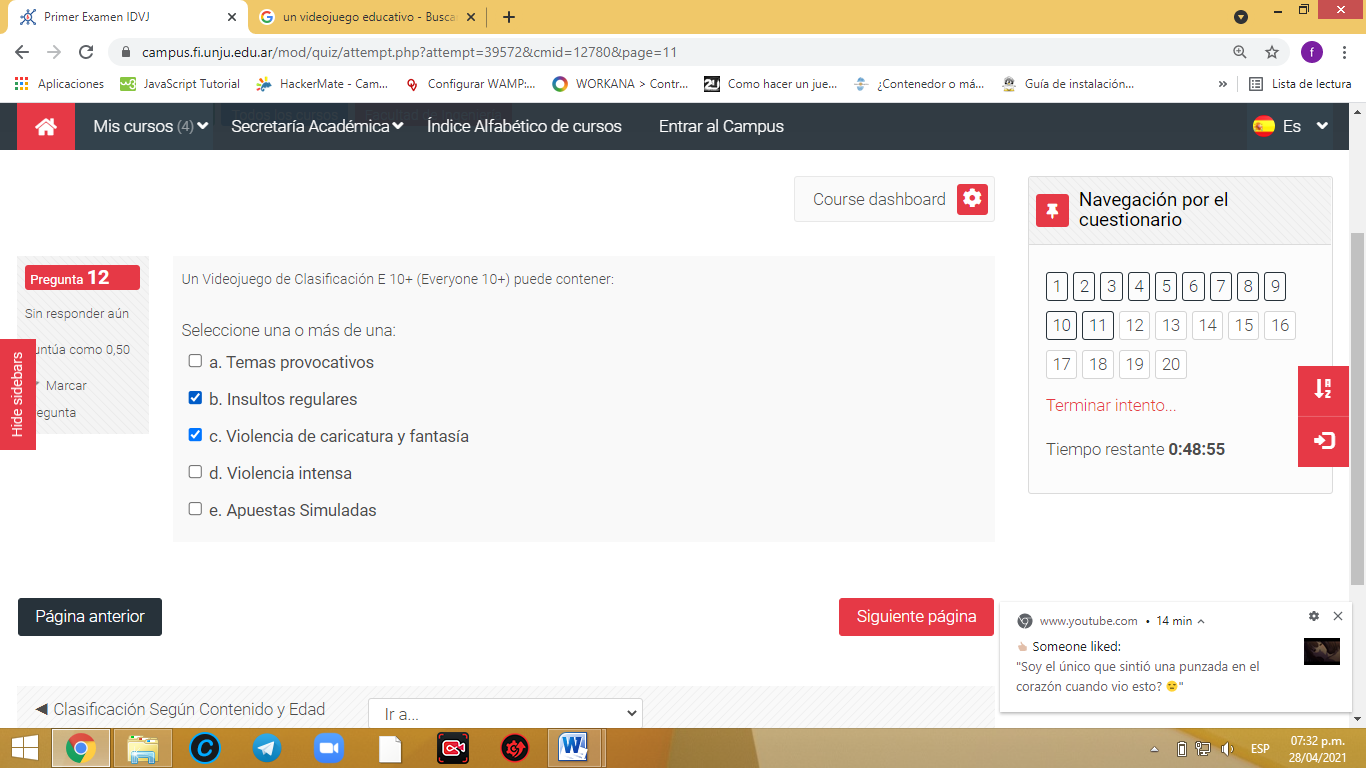 Primer Examen IDVJ
un videojuego educativo - Busca
campus.fi.unju.edu.ar/mod/quiz/attempt.php?attempt=39572&cmid=12780&page=11
f
Aplicaciones
JavaScript Tutorial
HackerMate - Cam...
Configurar WAMP:...
WORKANA > Contr...
Como hacer un jue...
¿Contenedor o má...
Guía de instalación...
»
Lista de lectura
Mis cursos (4)
Secretaría Académica
Índice Alfabético de cursos
Entrar al Campus
Es
Course dashboard
Navegación por el
cuestionario
Pregunta 12
Sin responder aún
untúa como 0,50
Marcar
egunta
Hide sidebars
Un Videojuego de Clasificación E 10+ (Everyone 10+) puede contener:
Seleccione una o más de una:
a. Temas provocativos
b. Insultos regulares
c. Violencia de caricatura y fantasía
d. Violencia intensa
e. Apuestas Simuladas
1 2 3 4 5 6 7 8 9
10 11 12 13 14 15 16
17 18 19 20
Terminar intento...
Tiempo restante 0:48:55
Página anterior
Siguiente página
www.youtube.com • 14 min
👍🏻 Someone liked:
"Soy el único que sintió una punzada en el
corazón cuando vio esto? 😔"
◄ Clasificación Según Contenido y Edad
Ir a...
ESP
07:32 p.m.
28/04/2021